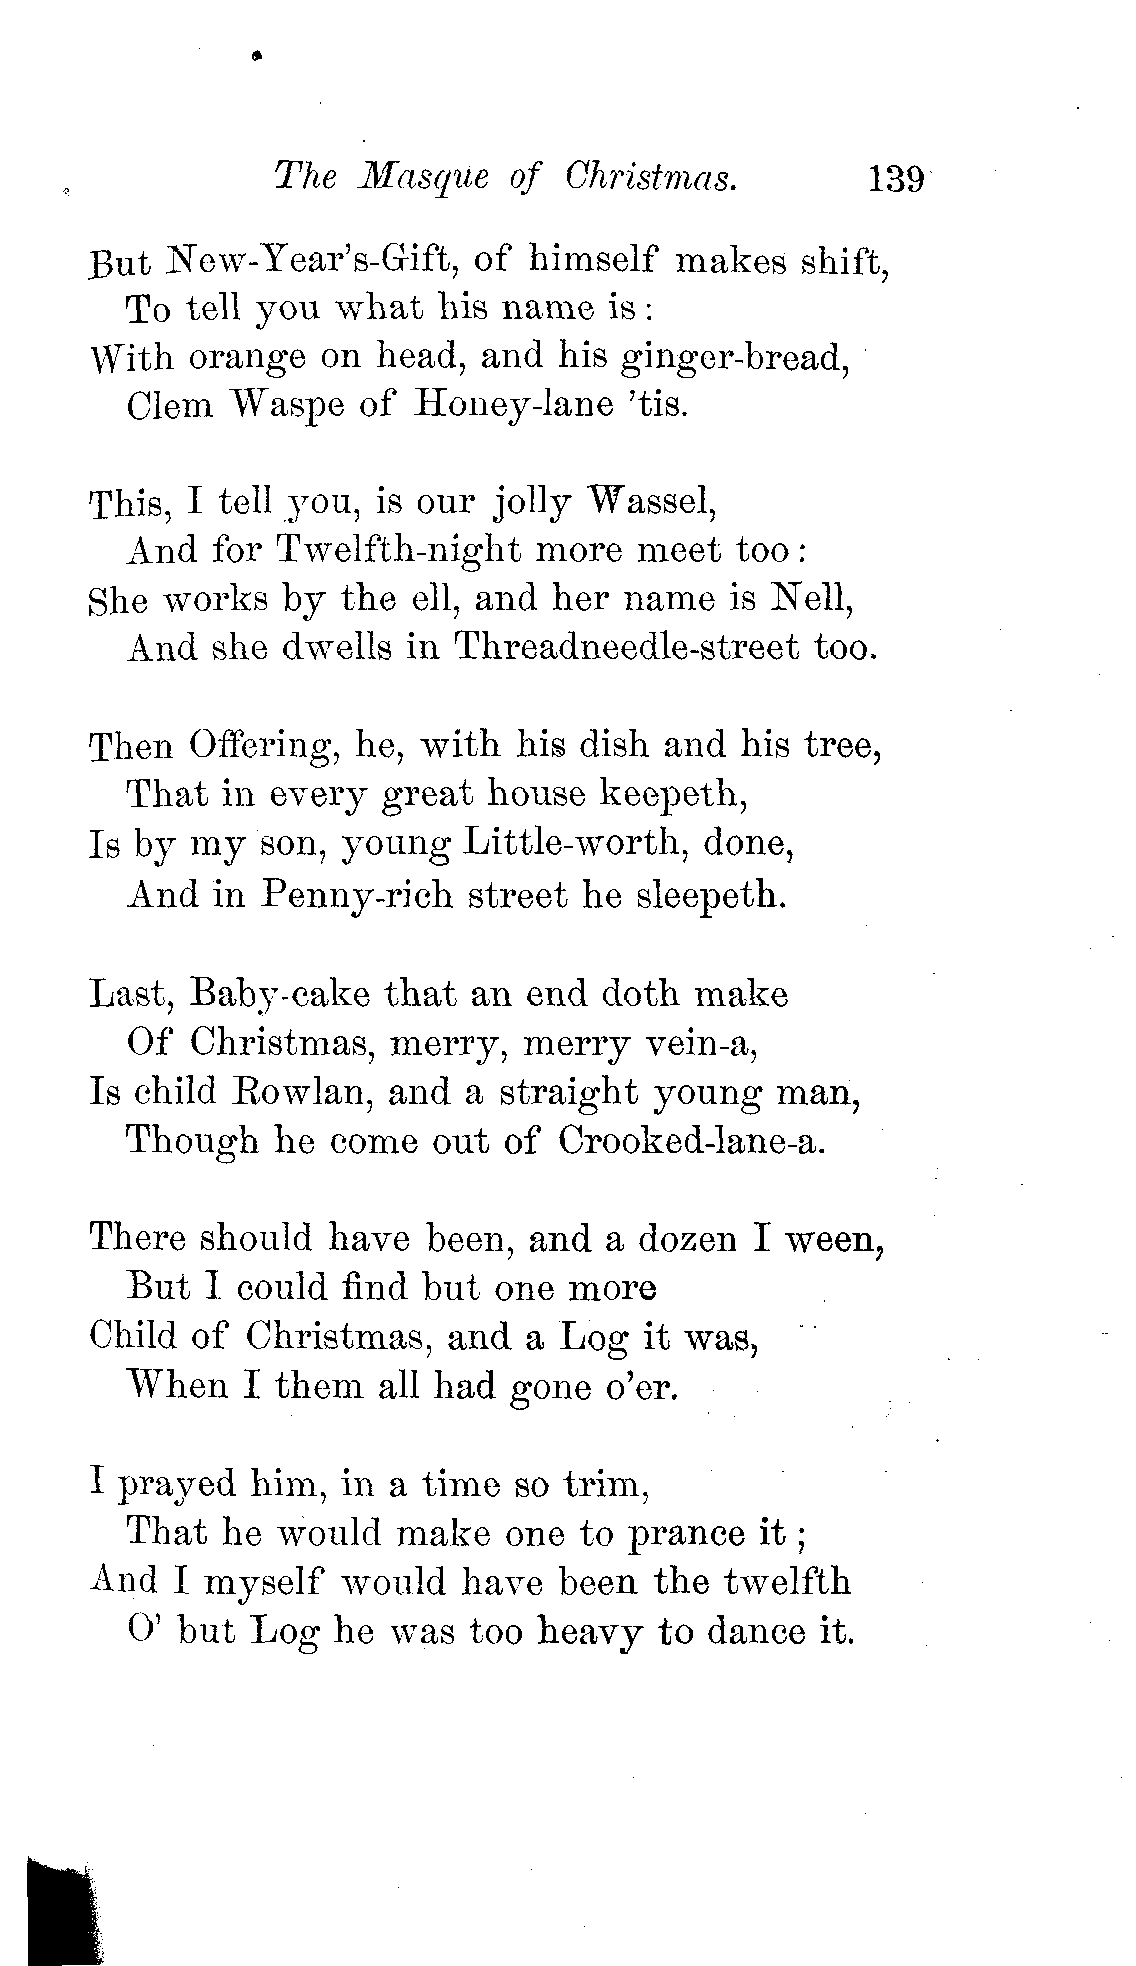 The Masque of Christmas. 139
But New-Year's-Gift, of himself makes shift,
To tell you what his name is :
With orange on head, and his ginger-bread,
Clem Waspe of Honey-lane 'tis.
This, I tell you, is our jolly Wassel,
And for Twelfth-night more meet too :
She works by the ell, and her name is Nell,
And she dwells in Threadneedle-street too.
Then Offering, he, with his dish and his tree,
That in every great house keepeth,
Is by my son, young Little-worth, done,
And in Penny-rich street he sleepeth.
Last, Baby-cake that an end doth make
Of Christmas, merry, merry vein-a,
Is child Rowlan, and a straight young man,
Though he come out of Crooked-lane-a.
There should have been, and a dozen I ween,
But I could find but one more
Child of Christmas, and a Log it was,
When I them all had gone o'er.
I prayed him, in a time so trim,
That he would make one to prance it ;
And I myself would have been the twelfth
O' but Log he was too heavy to dance it.